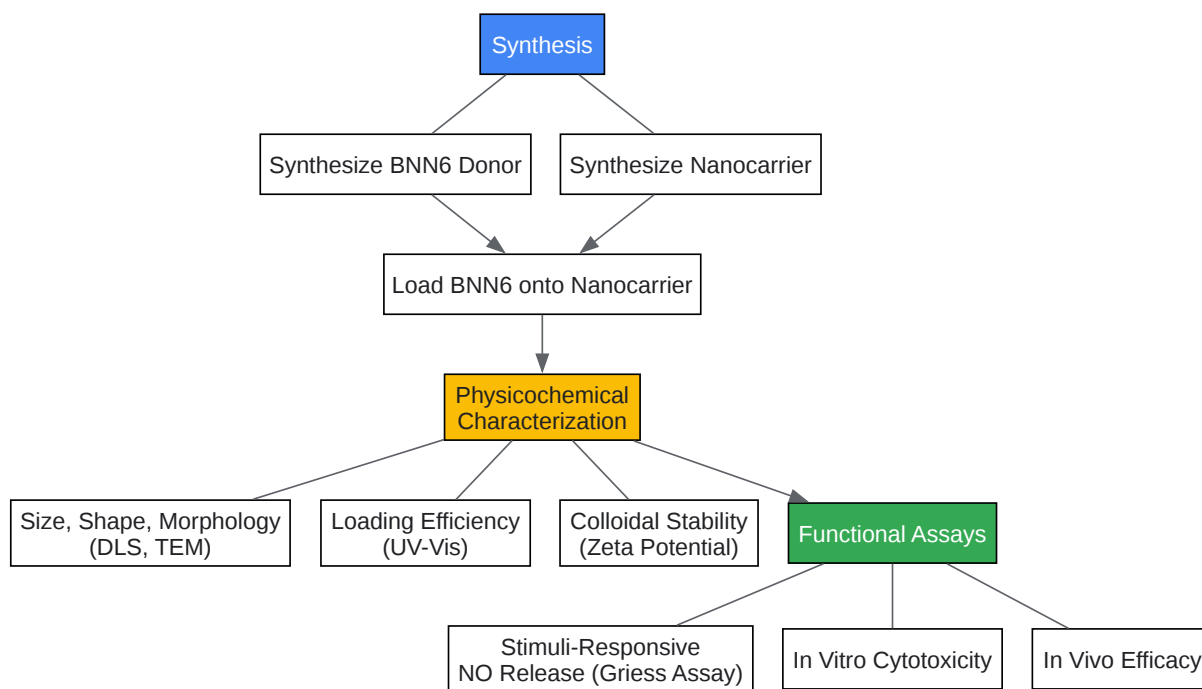 Synthesis
Synthesize BNN6 Donor
Synthesize Nanocarrier
Load BNN6 onto Nanocarrier
Physicochemical
Characterization
Size, Shape, Morphology
(DLS, TEM)
Loading Efficiency
(UV-Vis)
Colloidal Stability
(Zeta Potential)
Functional Assays
Stimuli-Responsive
NO Release (Griess Assay)
In Vitro Cytotoxicity
In Vivo Efficacy